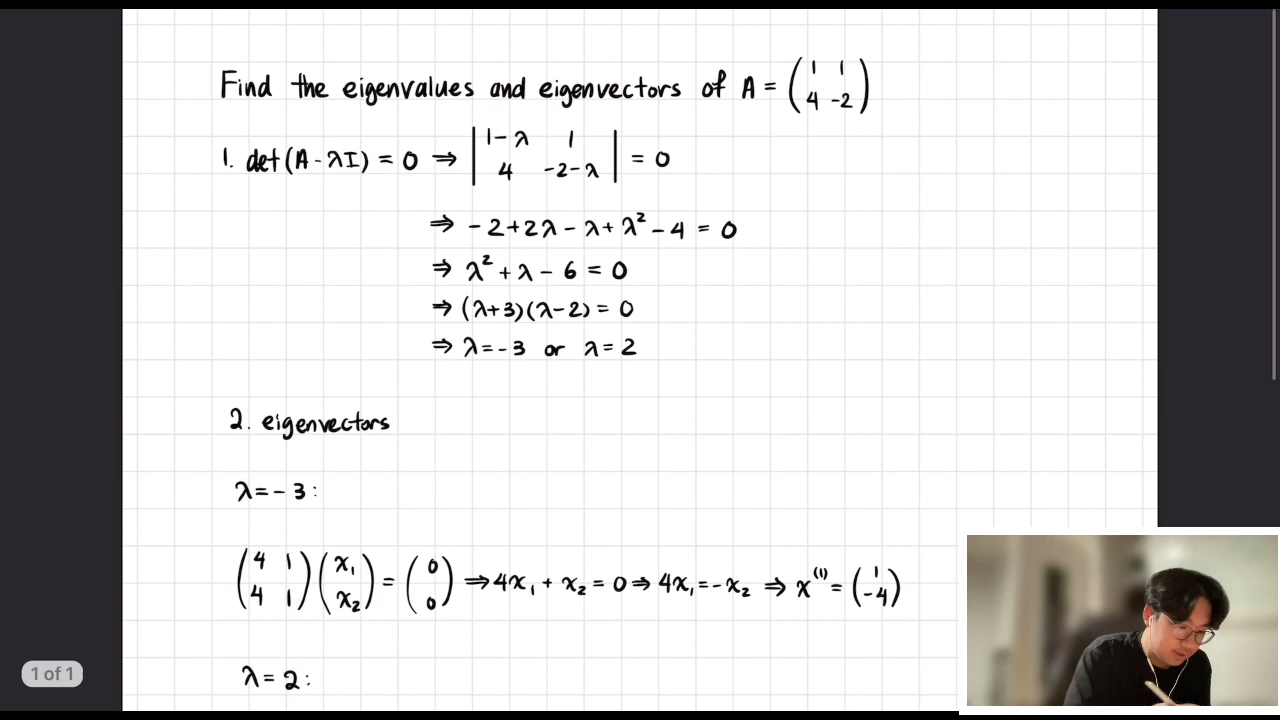 Find the eigenvalues and eigenvectors of A = (1 1
4 -2)
1. det(A - λI) = 0 ⇒ |1-λ 1
4 -2-λ| = 0
⇒ -2+2λ-λ+λ²-4 = 0
⇒ λ²+λ-6 = 0
⇒ (λ+3)(λ-2) = 0
⇒ λ=-3 or λ=2
2. eigenvectors
λ=-3:
(4 1
4 1)(x₁
x₂) = (0
0) ⇒ 4x₁ + x₂ = 0 ⇒ 4x₁ = -x₂ ⇒ x⁽¹⁾ = (1
-4)
λ=2:
1 of 1